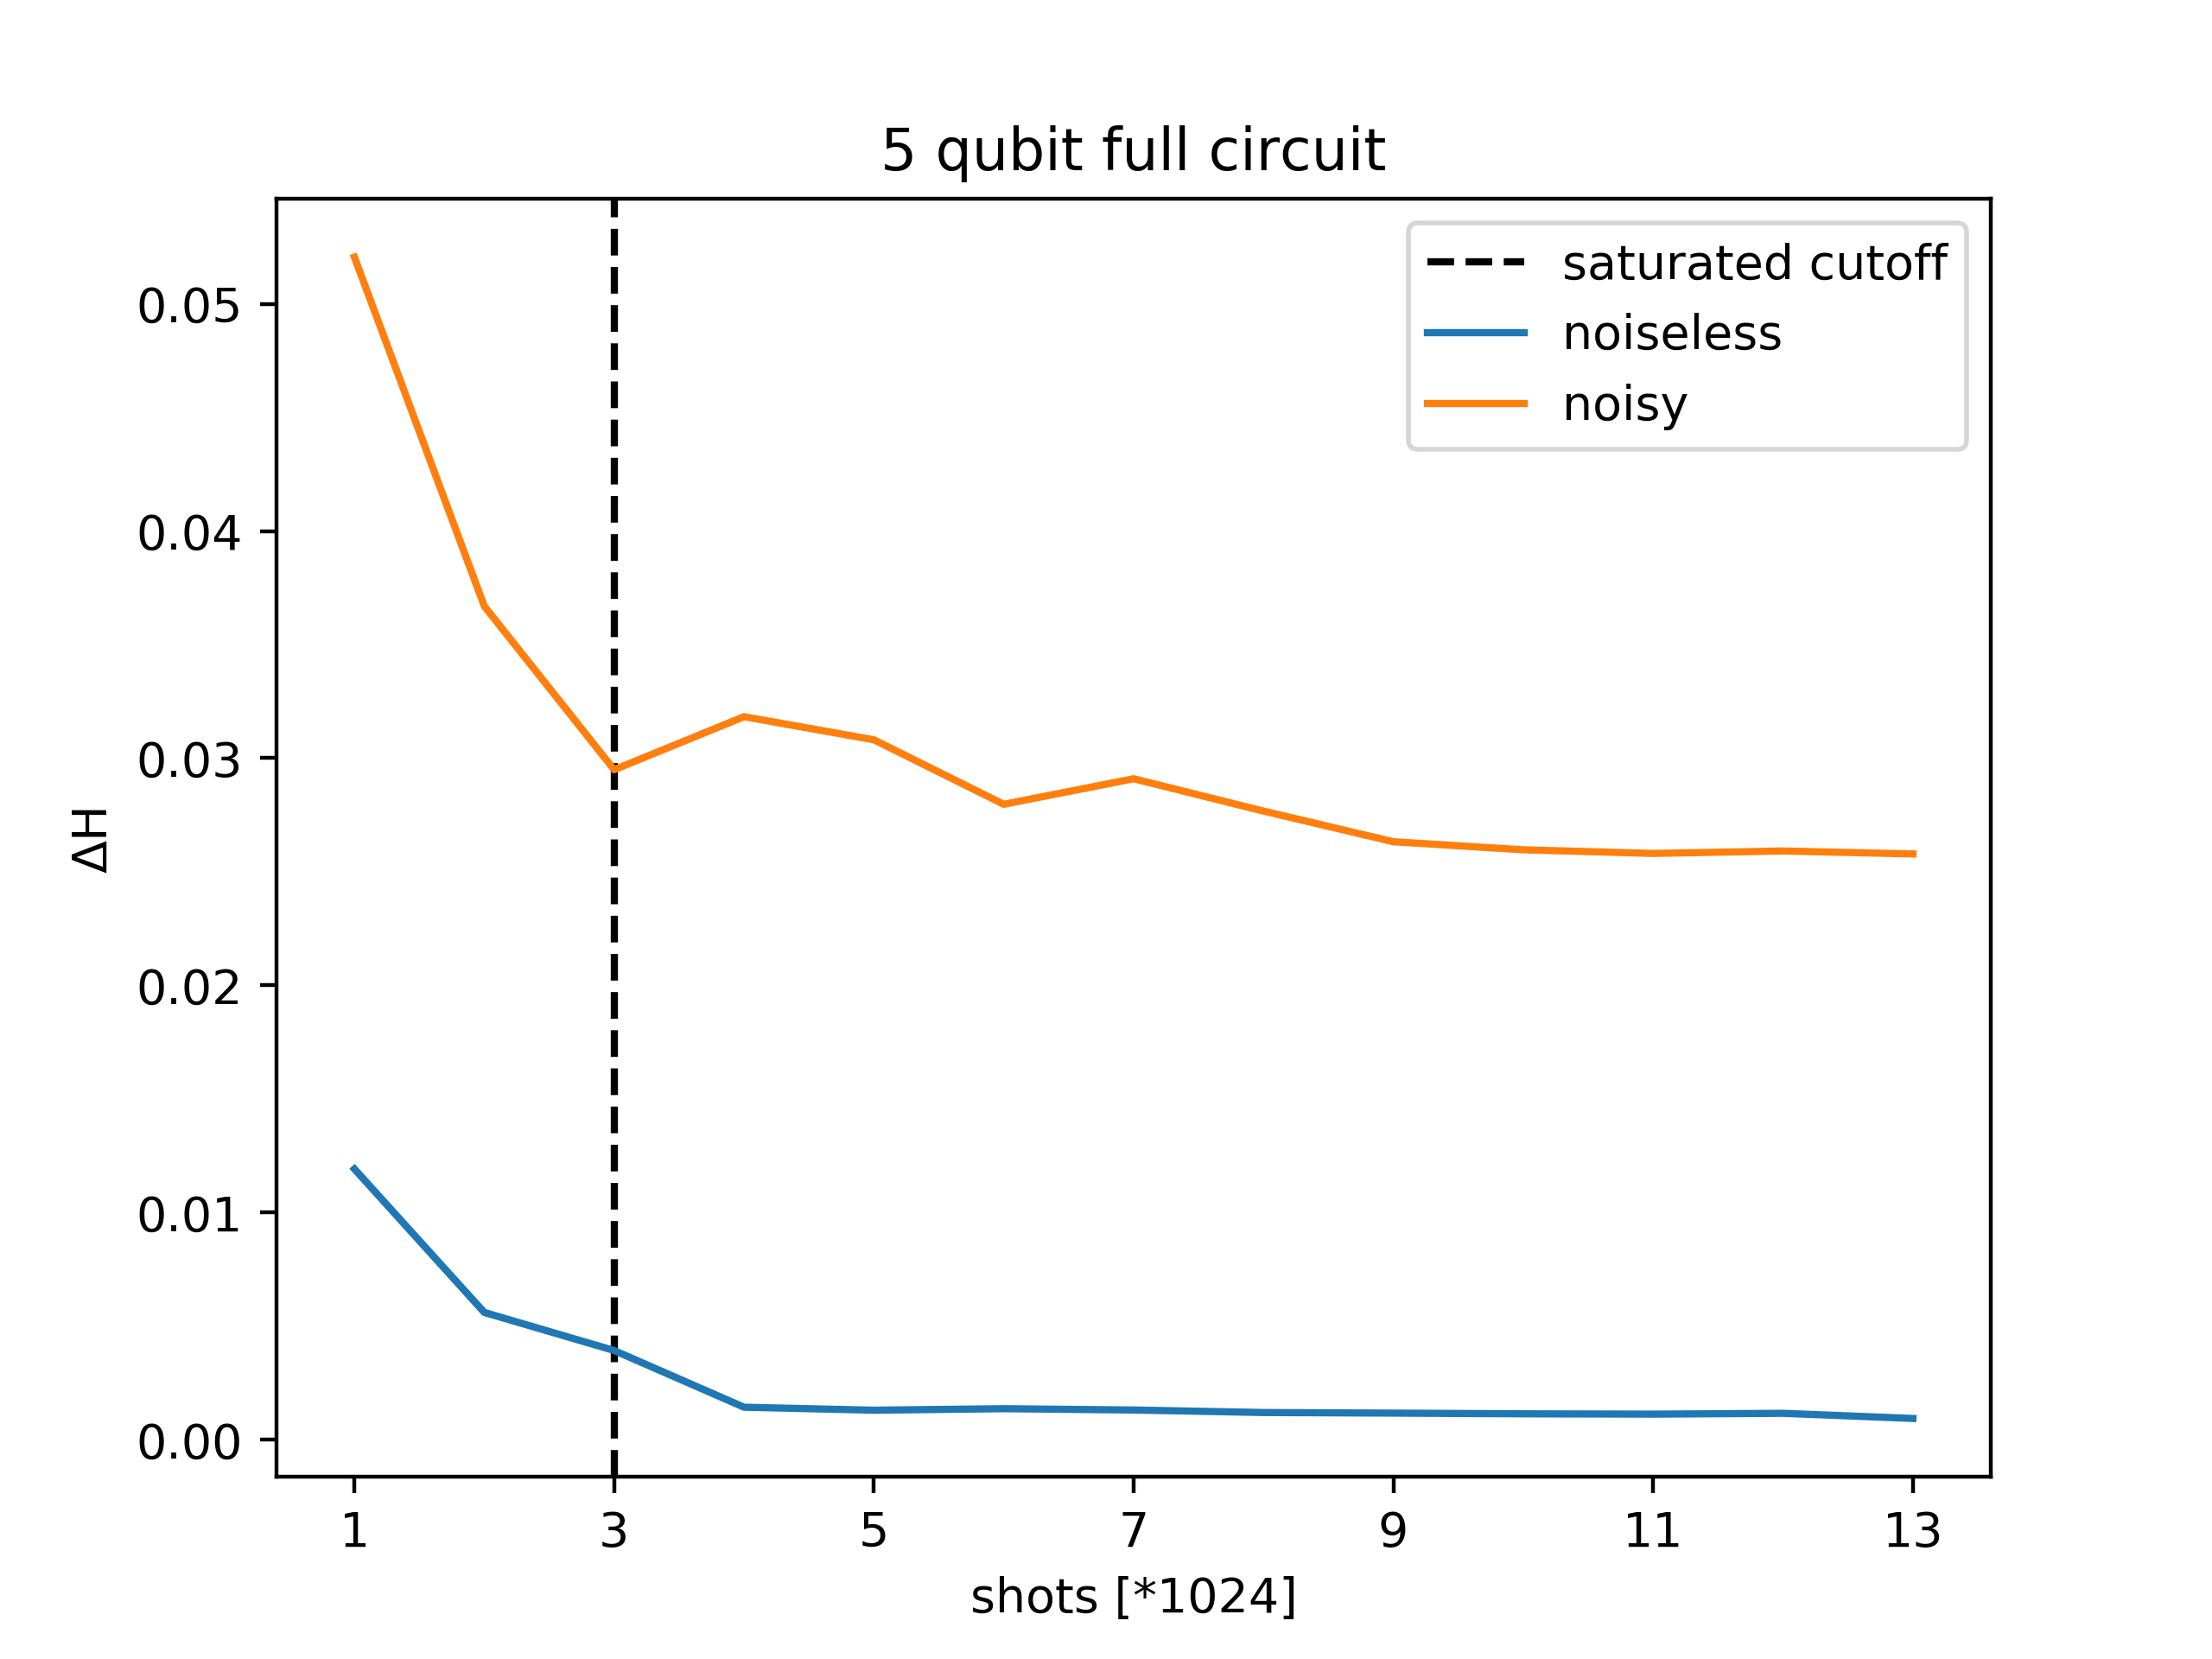 5 qubit full circuit
saturated cutoff
noiseless
noisy
0.05
0.04
0.03
0.02
0.01
0.00
ΔH
1 3 5 7 9 11 13
shots [*1024]